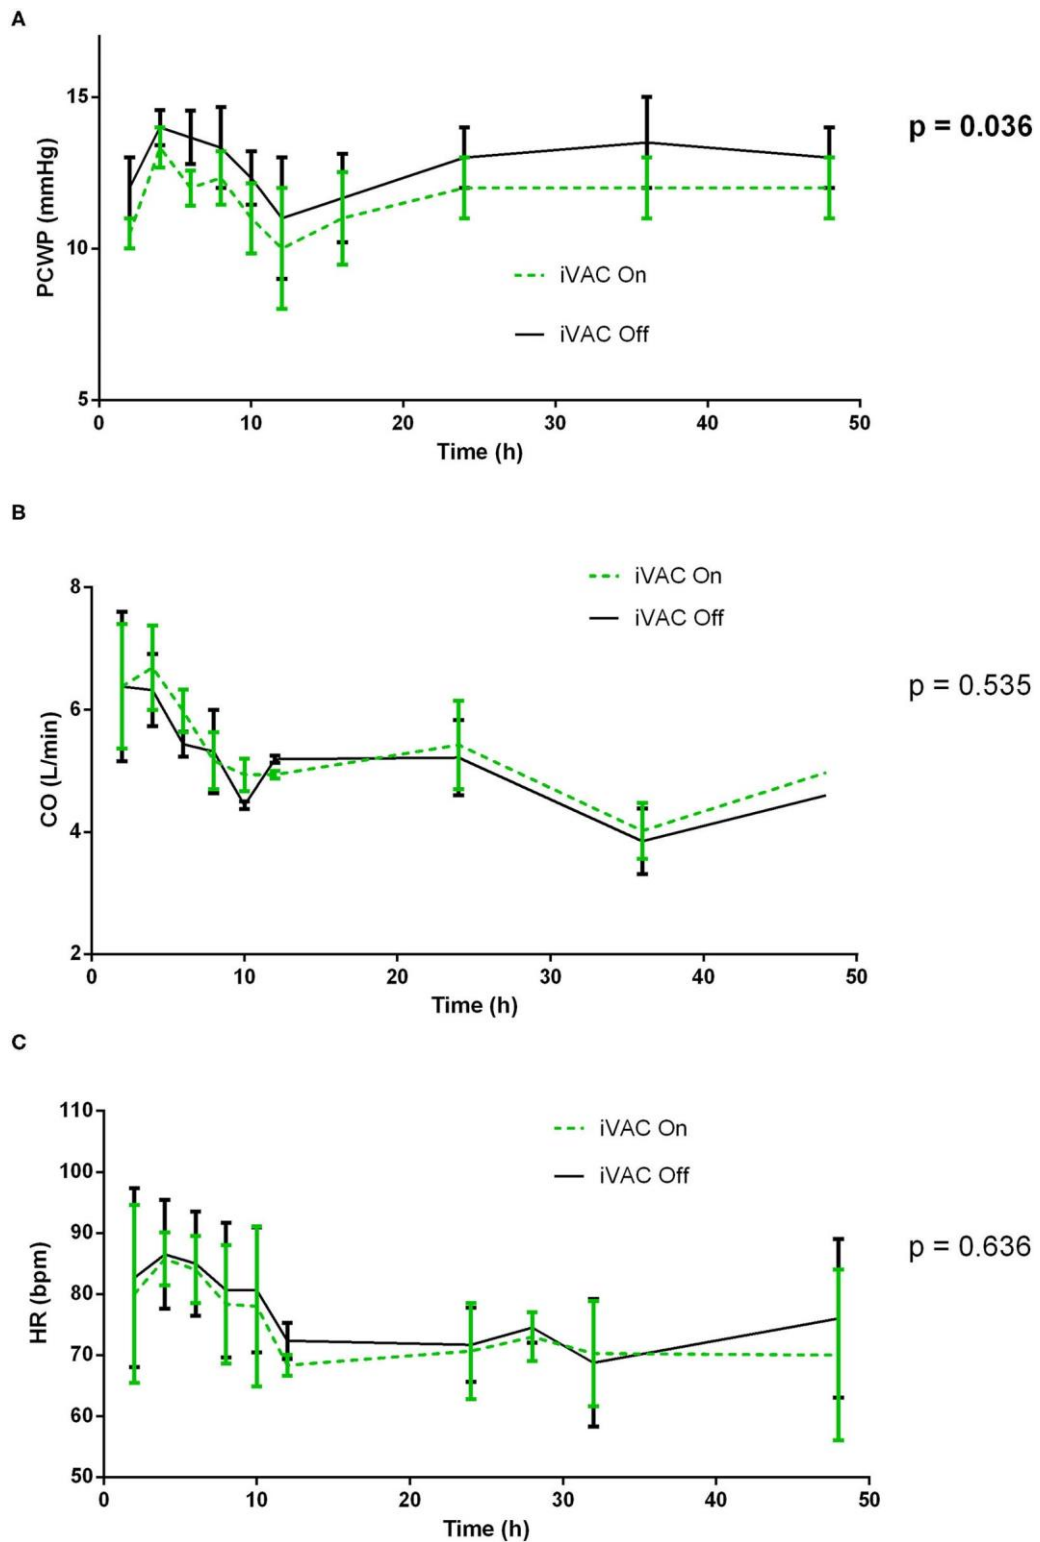 A
15
10
5
PCWP (mmHg)
p = 0.036
iVAC On
iVAC Off
0 10 20 30 40 50
Time (h)
B
8
6
4
2
CO (L/min)
iVAC On
iVAC Off
p = 0.535
0 10 20 30 40 50
Time (h)
C
110
100
90
80
70
60
50
HR (bpm)
iVAC On
iVAC Off
p = 0.636
0 10 20 30 40 50
Time (h)